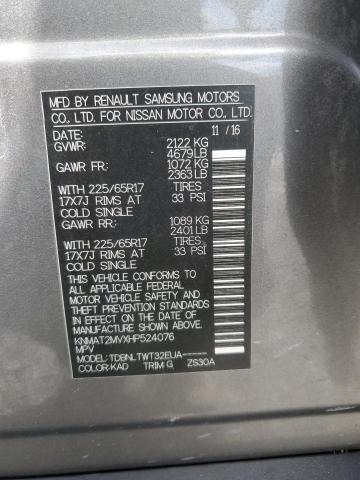 MFD BY RENAULT SAMSUNG MOTORS
CO., LTD. FOR NISSAN MOTOR CO., LTD.
DATE: 11 / 16
GVWR: 2122 KG
4679 LB
GAWR FR: 1072 KG
2363 LB
WITH 225/65R17 TIRES
17X7J RIMS AT 33 PSI
COLD SINGLE
GAWR RR: 1089 KG
2401 LB
WITH 225/65R17 TIRES
17X7J RIMS AT 33 PSI
COLD SINGLE
THIS VEHICLE CONFORMS TO
ALL APPLICABLE FEDERAL
MOTOR VEHICLE SAFETY AND
THEFT PREVENTION STANDARDS
IN EFFECT ON THE DATE OF
MANUFACTURE SHOWN ABOVE.
KNMAT2MVXHP524076
MPV
MODEL: TDBNLTWT32EUA-----
COLOR: KAD TRIM: G ZS30A